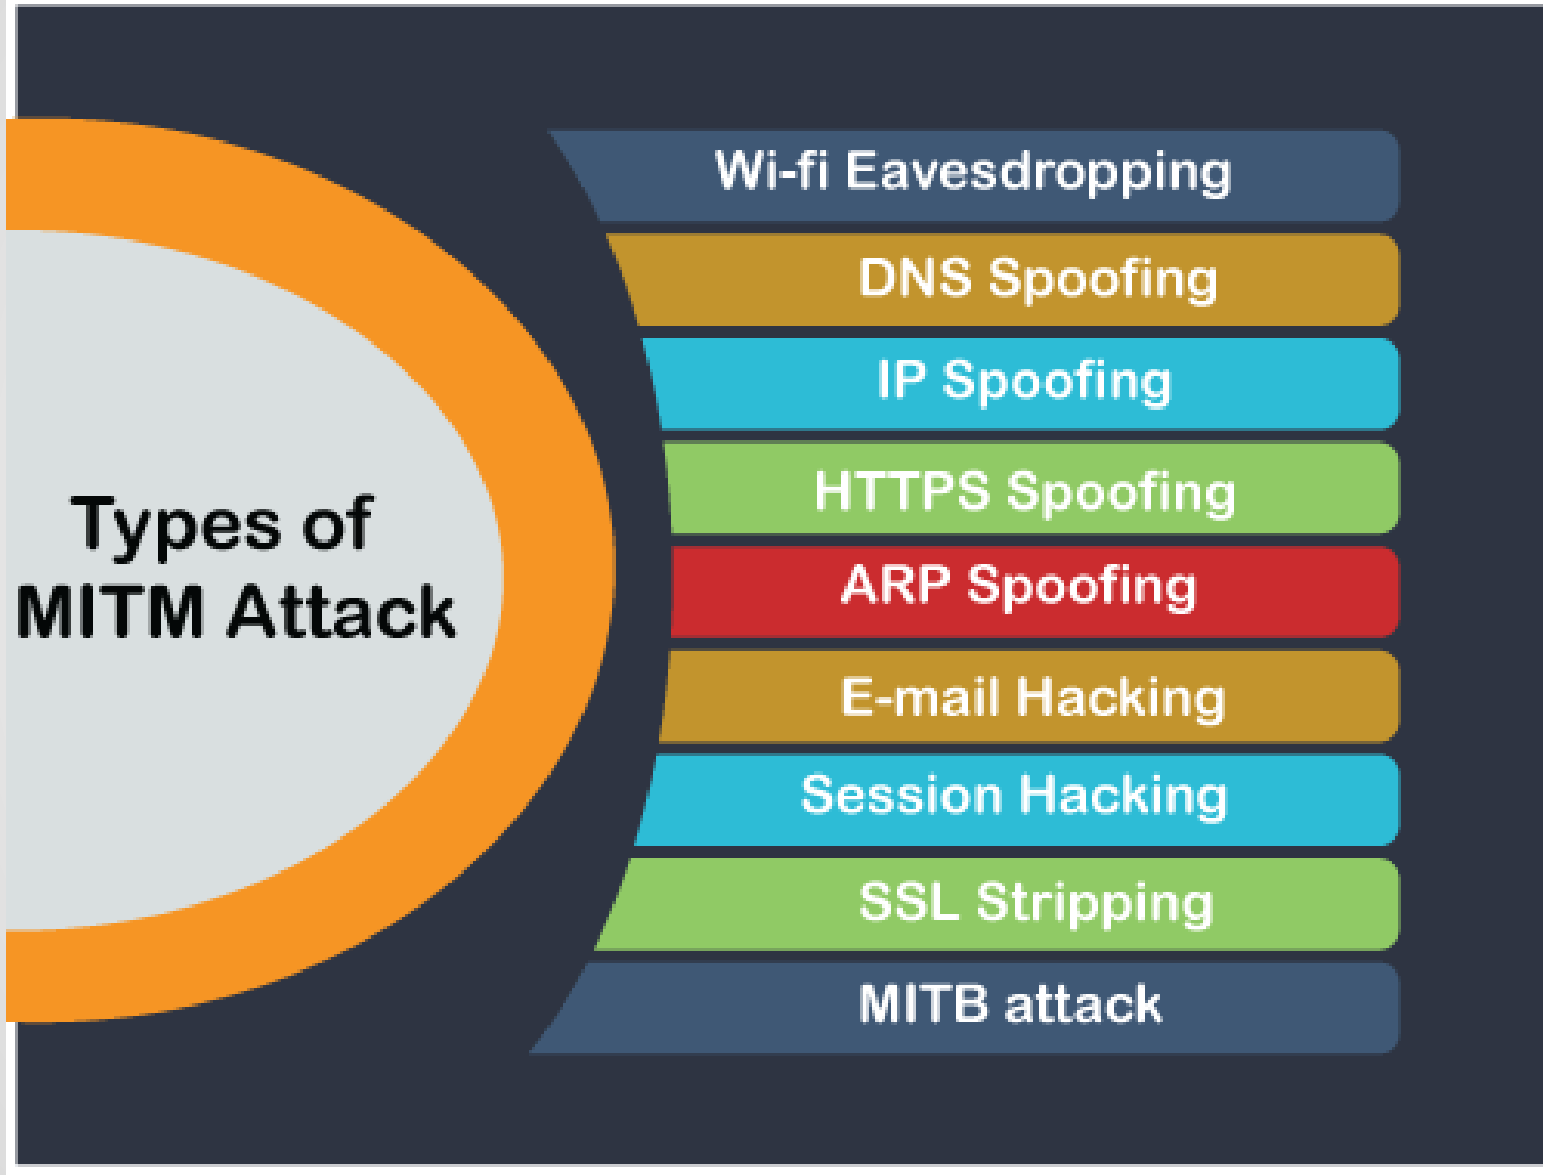 Types of
MITM Attack
Wi-fi Eavesdropping
DNS Spoofing
IP Spoofing
HTTPS Spoofing
ARP Spoofing
E-mail Hacking
Session Hacking
SSL Stripping
MITB attack